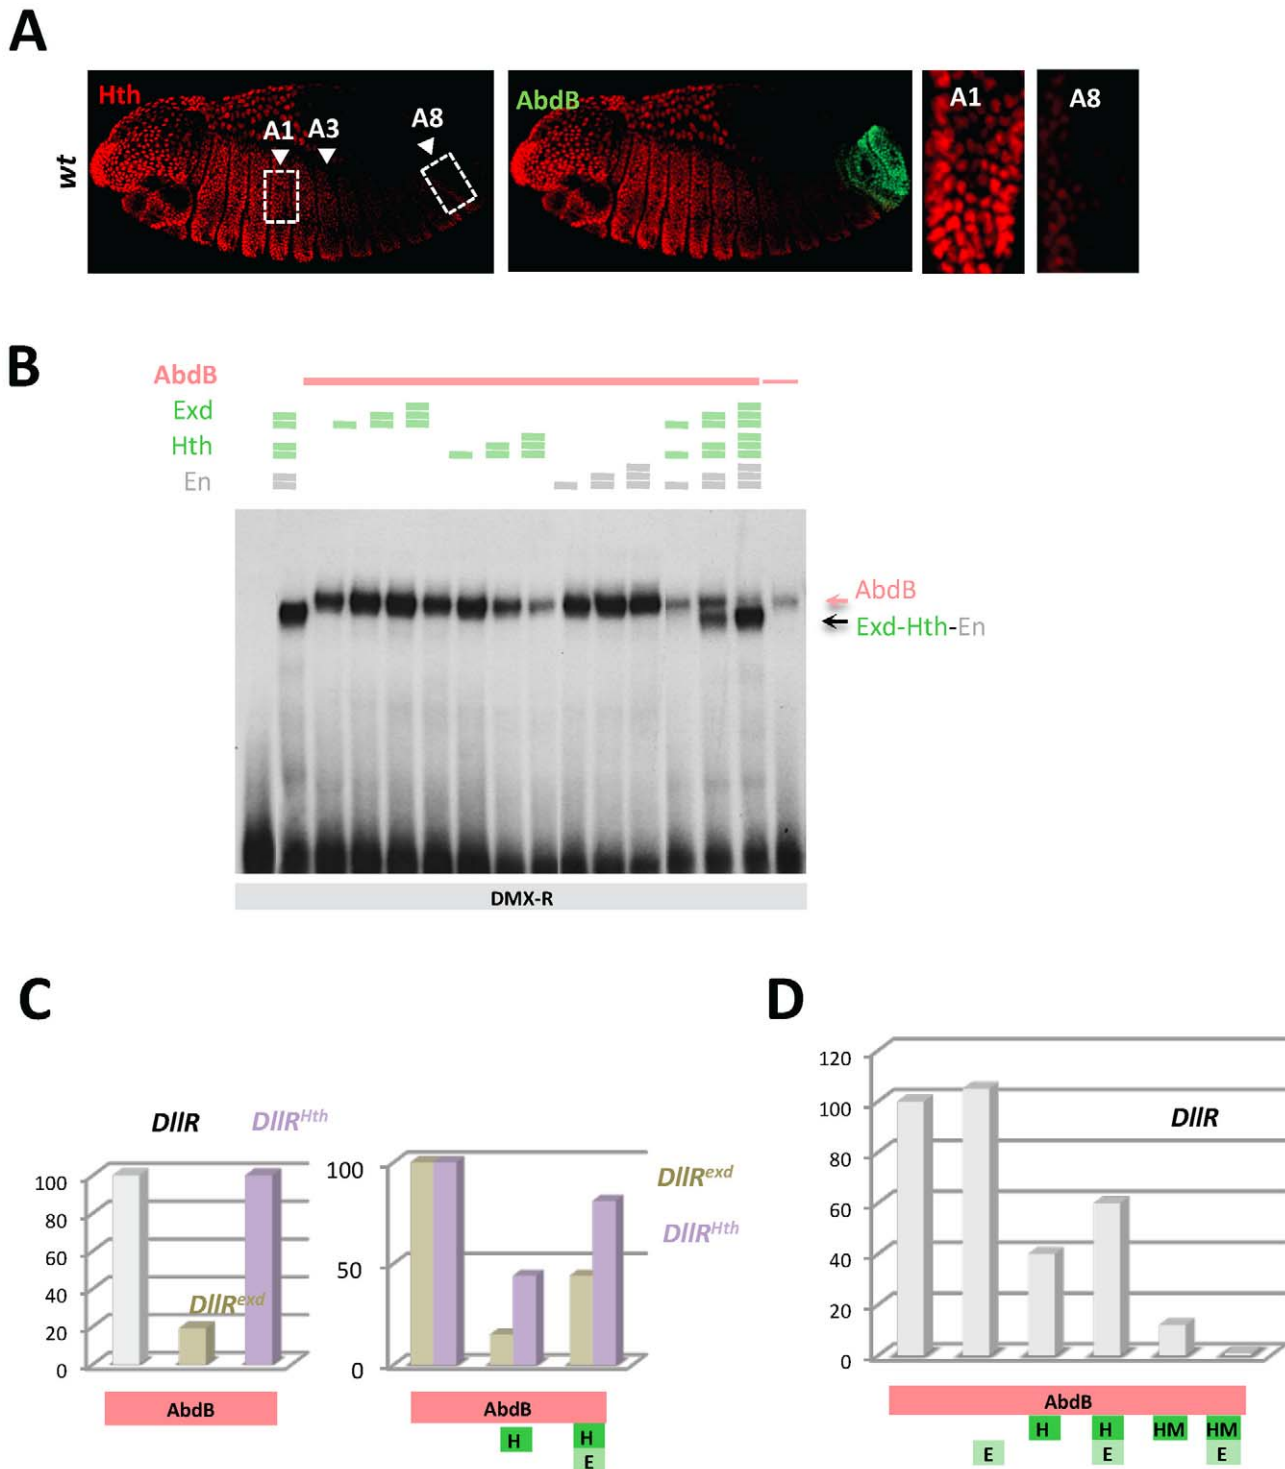 A
wt
Hth
A1 A3 A8
AbdB
A1
A8
B
AbdB
Exd
Hth
En
AbdB
Exd-Hth-En
DMX-R
C
DllR
DllR^Hth
100
80
60
40
20
0
DllR^exd
AbdB
100
50
0
DllR^exd
DllR^Hth
AbdB
H H
E
D
120
100
80
60
40
20
0
DllR
AbdB
H H HM HM
E E E